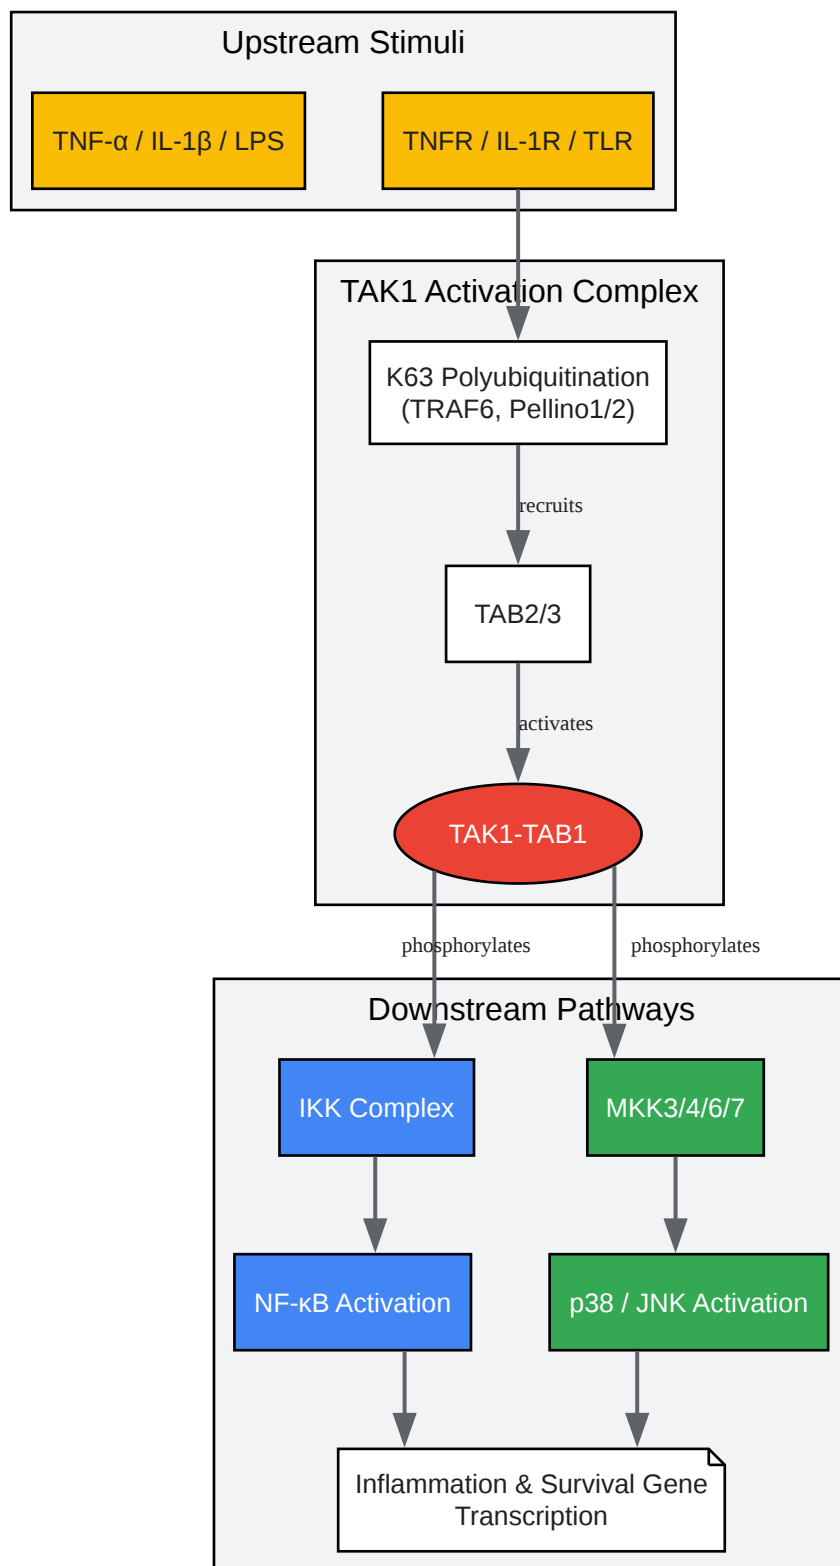 Upstream Stimuli
TNF-α / IL-1β / LPS
TNFR / IL-1R / TLR
TAK1 Activation Complex
K63 Polyubiquitination
(TRAF6, Pellino1/2)
recruits
TAB2/3
activates
TAK1-TAB1
phosphorylates
phosphorylates
Downstream Pathways
IKK Complex
MKK3/4/6/7
NF-κB Activation
p38 / JNK Activation
Inflammation & Survival Gene
Transcription